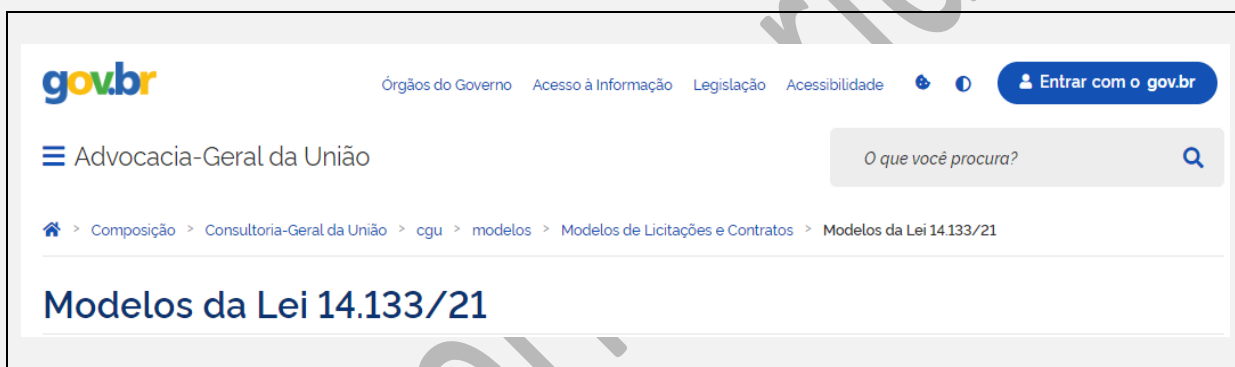 gov.br
Órgãos do Governo Acesso à Informação Legislação Acessibilidade Entrar com o gov.br
Advocacia-Geral da União
O que você procura?
> Composição > Consultoria-Geral da União > cgu > modelos > Modelos de Licitações e Contratos > Modelos da Lei 14.133/21
Modelos da Lei 14.133/21